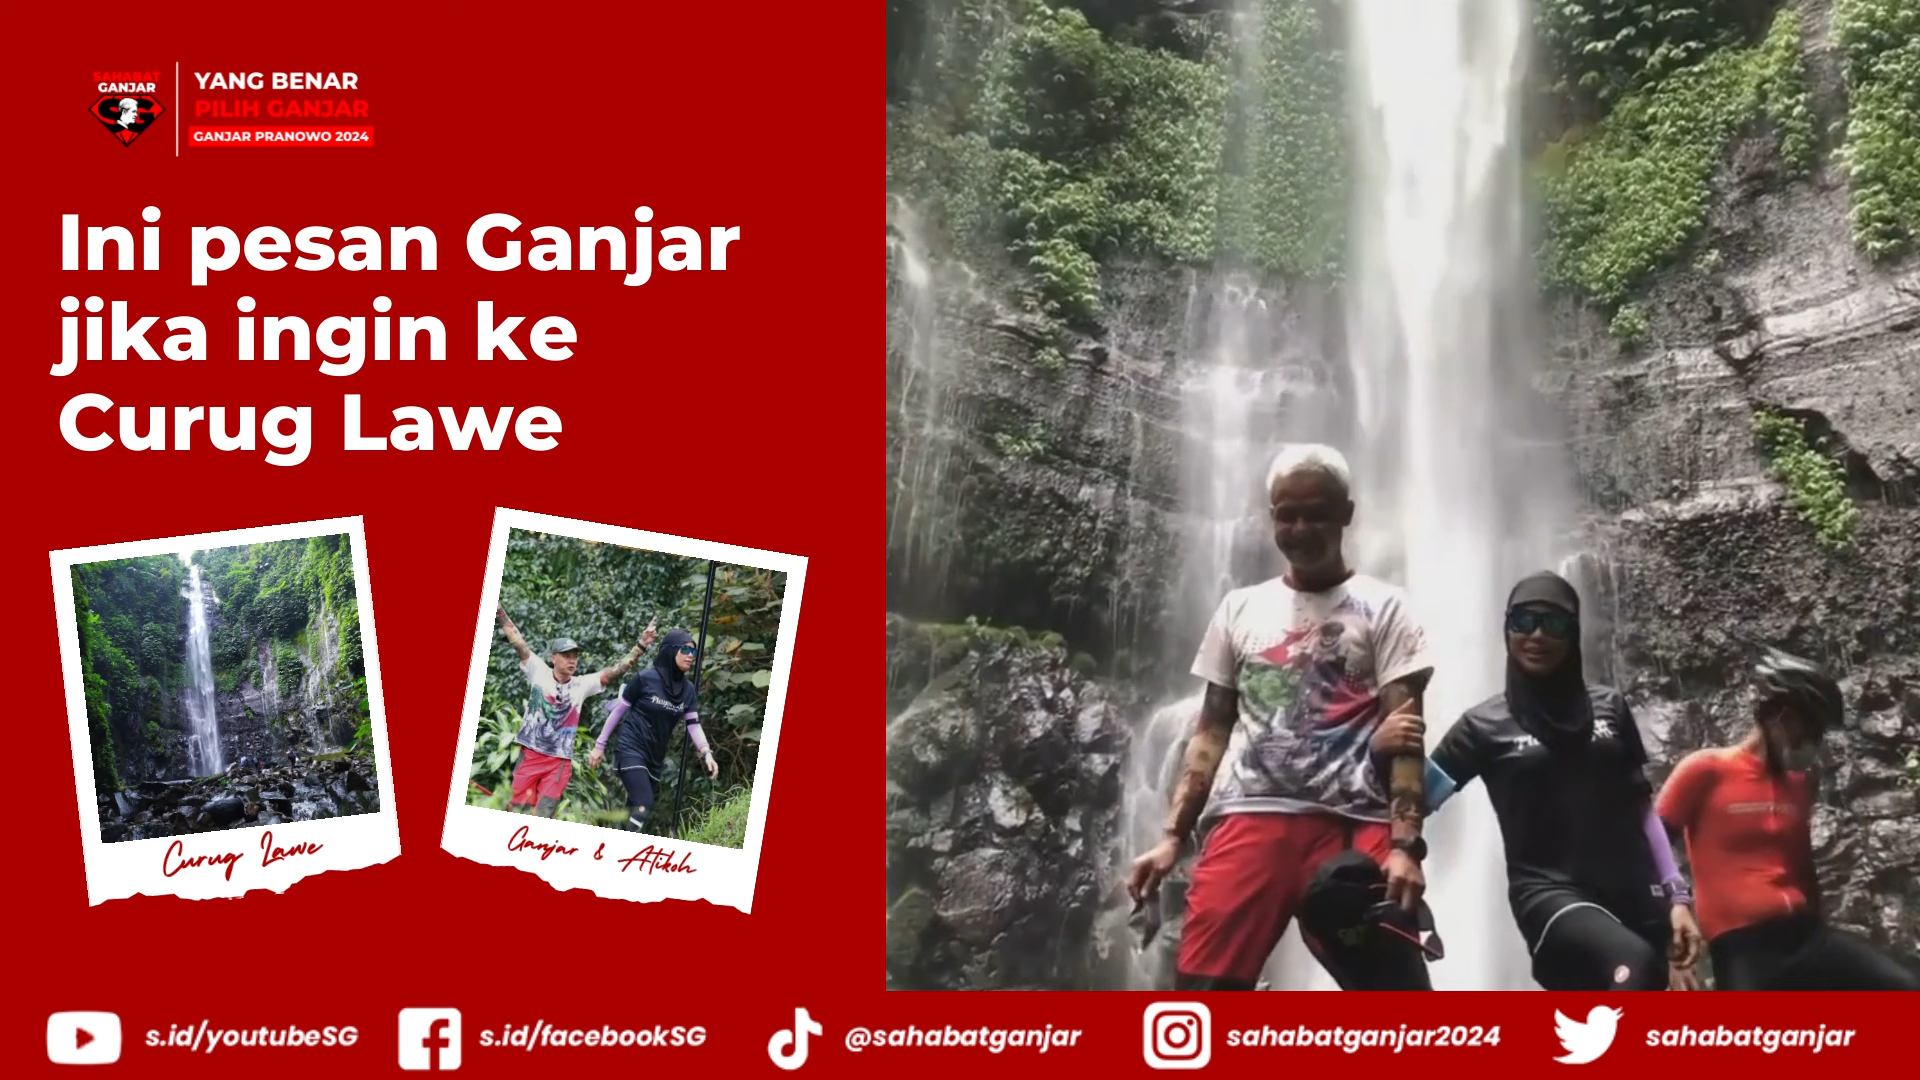 SAHABAT
GANJAR
YANG BENAR
PILIH GANJAR
GANJAR PRANOWO 2024
Ini pesan Ganjar
jika ingin ke
Curug Lawe
Curug Lawe
Ganjar & Atikoh
s.id/youtubeSG
s.id/facebookSG
@sahabatganjar
sahabatganjar2024
sahabatganjar